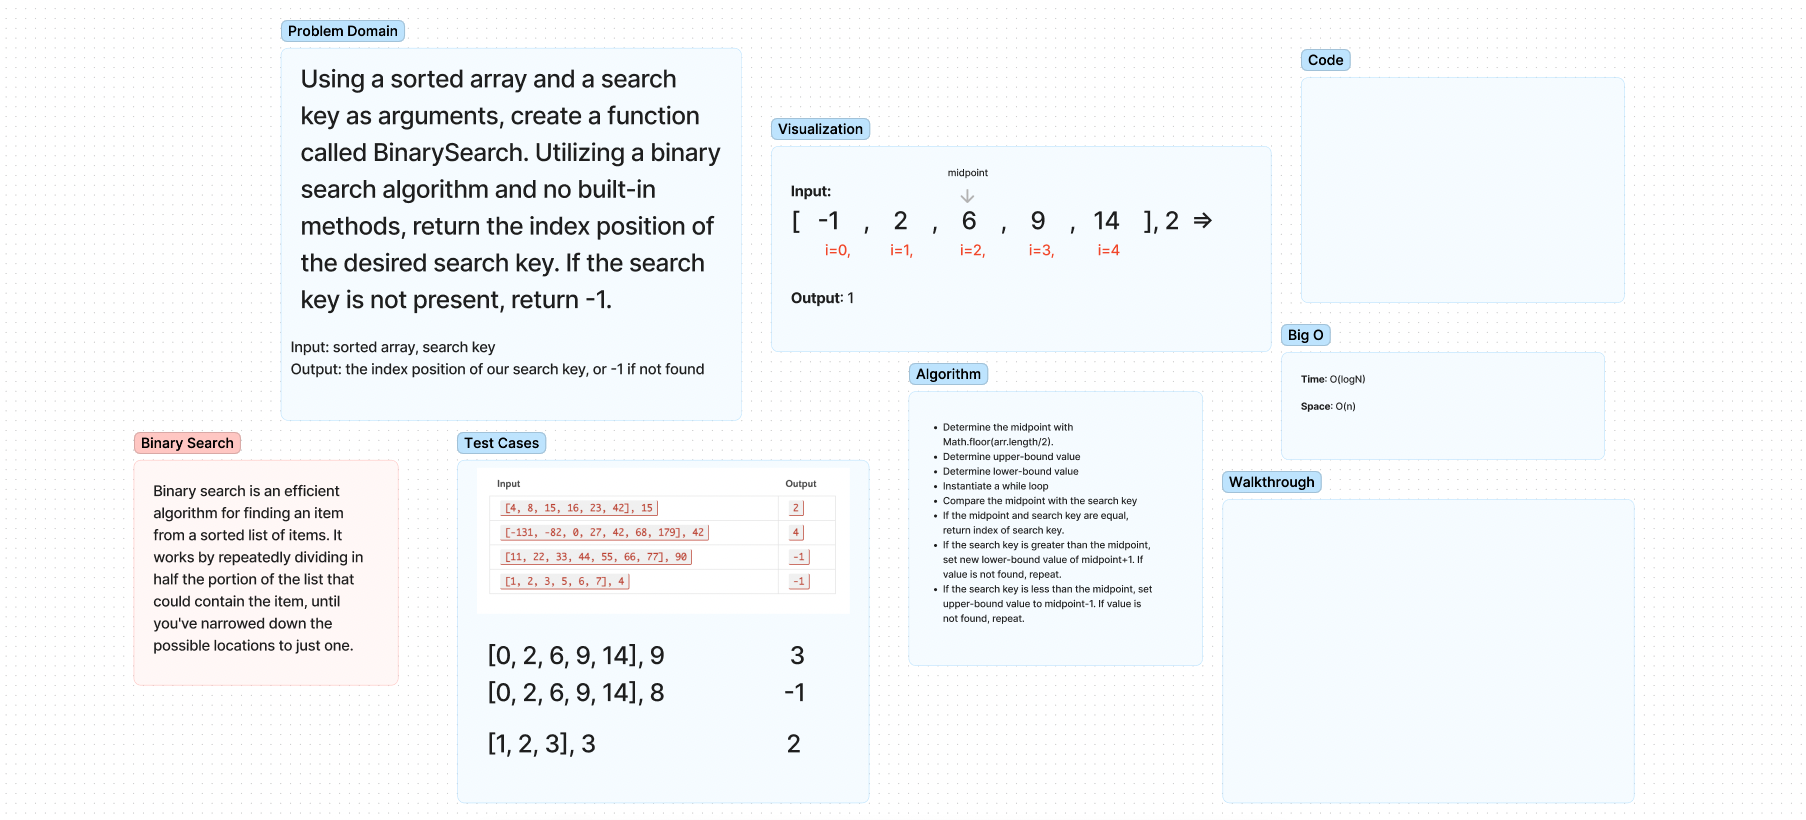 Problem Domain
Using a sorted array and a search
key as arguments, create a function
called BinarySearch. Utilizing a binary
search algorithm and no built-in
methods, return the index position of
the desired search key. If the search
key is not present, return -1.
Input: sorted array, search key
Output: the index position of our search key, or -1 if not found
Binary Search
Binary search is an efficient
algorithm for finding an item
from a sorted list of items. It
works by repeatedly dividing in
half the portion of the list that
could contain the item, until
you've narrowed down the
possible locations to just one.
Test Cases
Input Output
[4, 8, 15, 16, 23, 42], 15 2
[-131, -82, 0, 27, 42, 68, 179], 42 4
[11, 22, 33, 44, 55, 66, 77], 90 -1
[1, 2, 3, 5, 6, 7], 4 -1
[0, 2, 6, 9, 14], 9 3
[0, 2, 6, 9, 14], 8 -1
[1, 2, 3], 3 2
Visualization
midpoint
↓
Input:
[ -1 , 2 , 6 , 9 , 14 ], 2 ⇒
i=0, i=1, i=2, i=3, i=4
Output: 1
Algorithm
• Determine the midpoint with
Math.floor(arr.length/2).
• Determine upper-bound value
• Determine lower-bound value
• Instantiate a while loop
• Compare the midpoint with the search key
• If the midpoint and search key are equal,
return index of search key.
• If the search key is greater than the midpoint,
set new lower-bound value of midpoint+1. If
value is not found, repeat.
• If the search key is less than the midpoint, set
upper-bound value to midpoint-1. If value is
not found, repeat.
Code
Big O
Time: O(logN)
Space: O(n)
Walkthrough